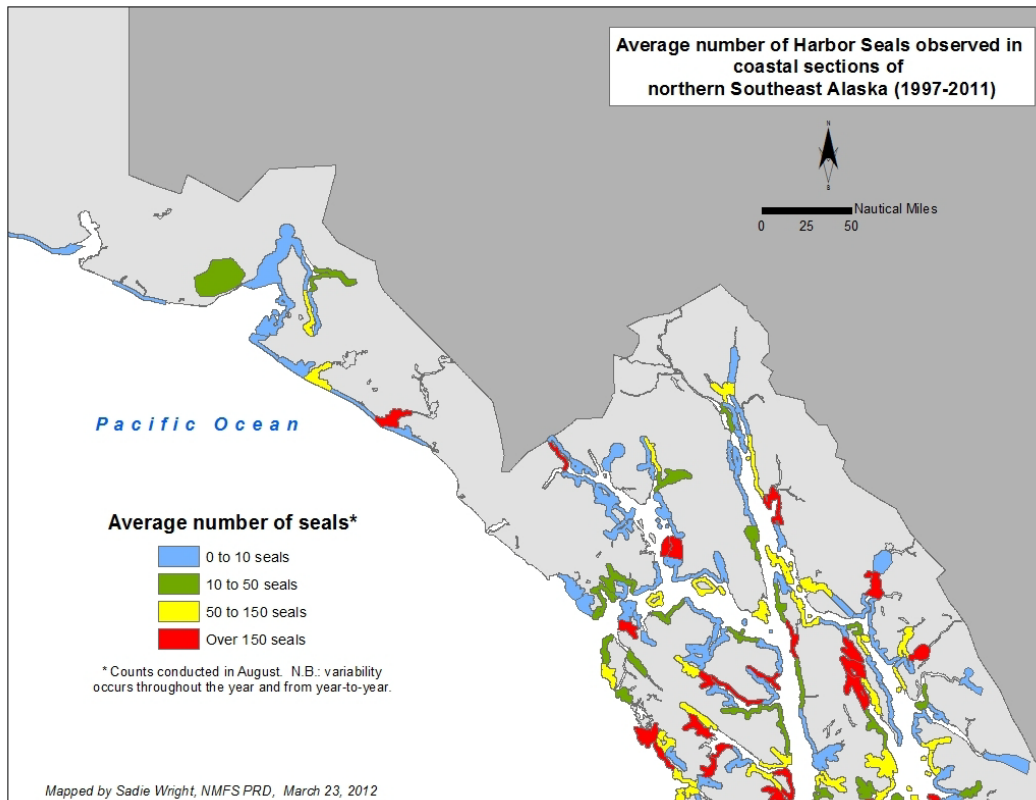 Average number of Harbor Seals observed in
coastal sections of
northern Southeast Alaska (1997-2011)
N
S
Nautical Miles
0 25 50
Pacific Ocean
Average number of seals*
0 to 10 seals
10 to 50 seals
50 to 150 seals
Over 150 seals
* Counts conducted in August. N.B.: variability
occurs throughout the year and from year-to-year.
Mapped by Sadie Wright, NMFS PRD, March 23, 2012